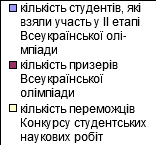 кількість студентів, які
взяли участь у II етапі
Всеукраїнської олі-
мпіади
кількість призерів
Всеукраїнської
олімпіади
кількість переможців
Конкурсу студентських
наукових робіт